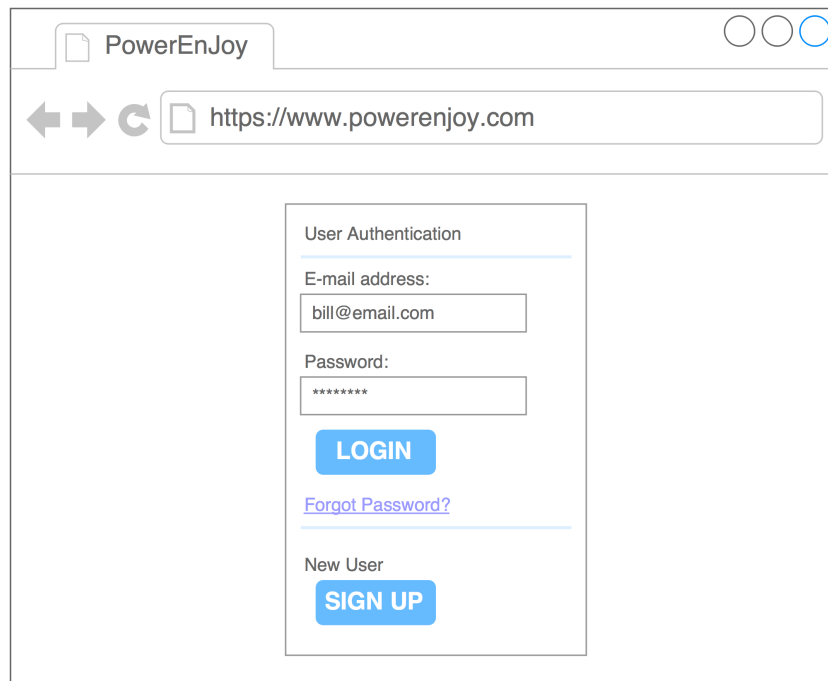 PowerEnJoy
https://www.powerenjoy.com
User Authentication
E-mail address:
bill@email.com
Password:
********
LOGIN
Forgot Password?
New User
SIGN UP